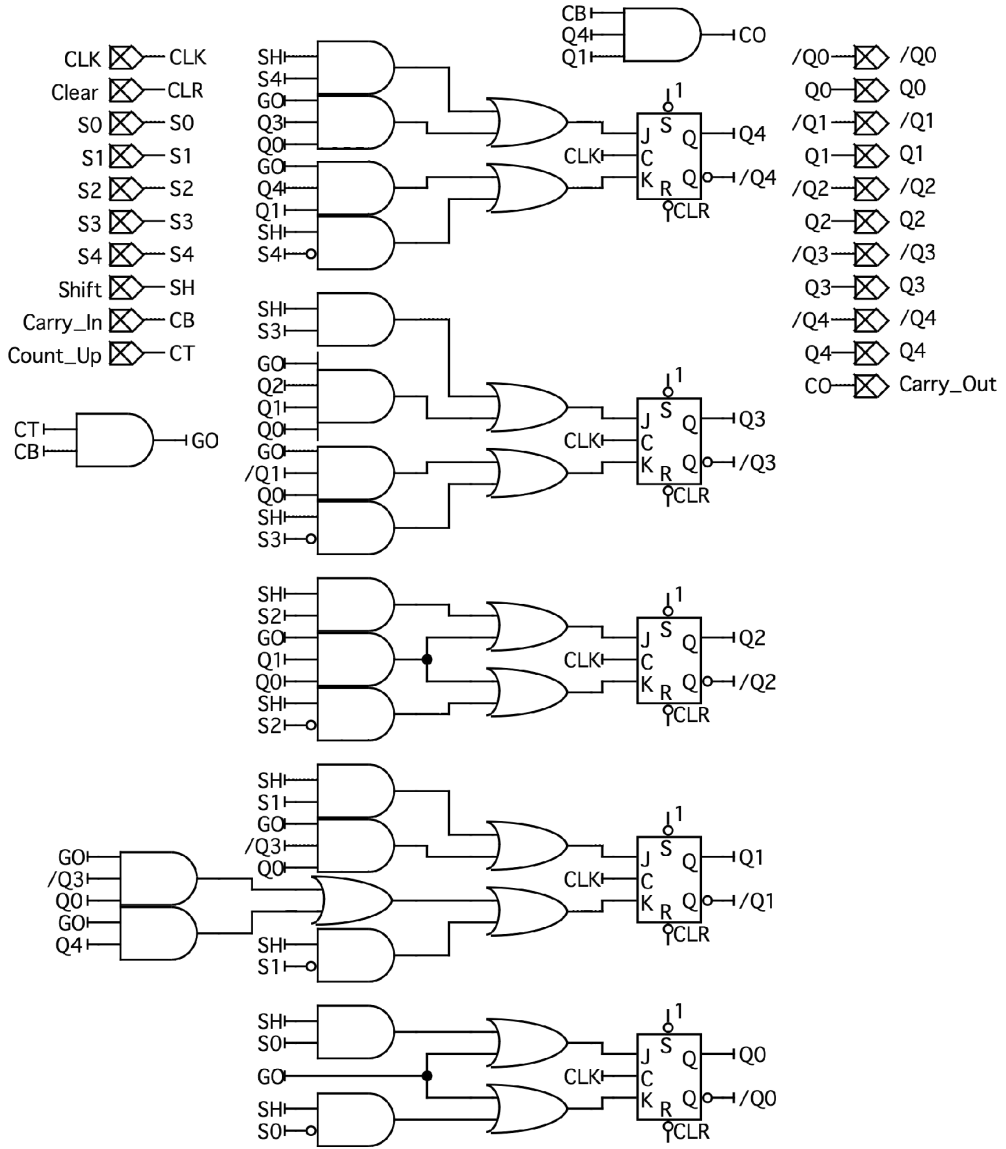 CB
Q4
Q1
CO
CLK CLK
Clear CLR
S0 S0
S1 S1
S2 S2
S3 S3
S4 S4
Shift SH
Carry_In CB
Count_Up CT
CT
CB
GO
SH
S4
GO
Q3
Q0
GO
Q4
Q1
SH
S4
1
S
J Q Q4
CLK C
K Q /Q4
R
CLR
/Q0 /Q0
Q0 Q0
/Q1 /Q1
Q1 Q1
/Q2 /Q2
Q2 Q2
/Q3 /Q3
Q3 Q3
/Q4 /Q4
Q4 Q4
CO Carry_Out
SH
S3
GO
Q2
Q1
Q0
GO
/Q1
Q0
SH
S3
1
S
J Q Q3
CLK C
K Q /Q3
R
CLR
SH
S2
GO
Q1
Q0
SH
S2
1
S
J Q Q2
CLK C
K Q /Q2
R
CLR
SH
S1
GO
/Q3
Q0
GO
/Q3
Q0
GO
Q4
SH
S1
1
S
J Q Q1
CLK C
K Q /Q1
R
CLR
SH
S0
GO
SH
S0
1
S
J Q Q0
CLK C
K Q /Q0
R
CLR